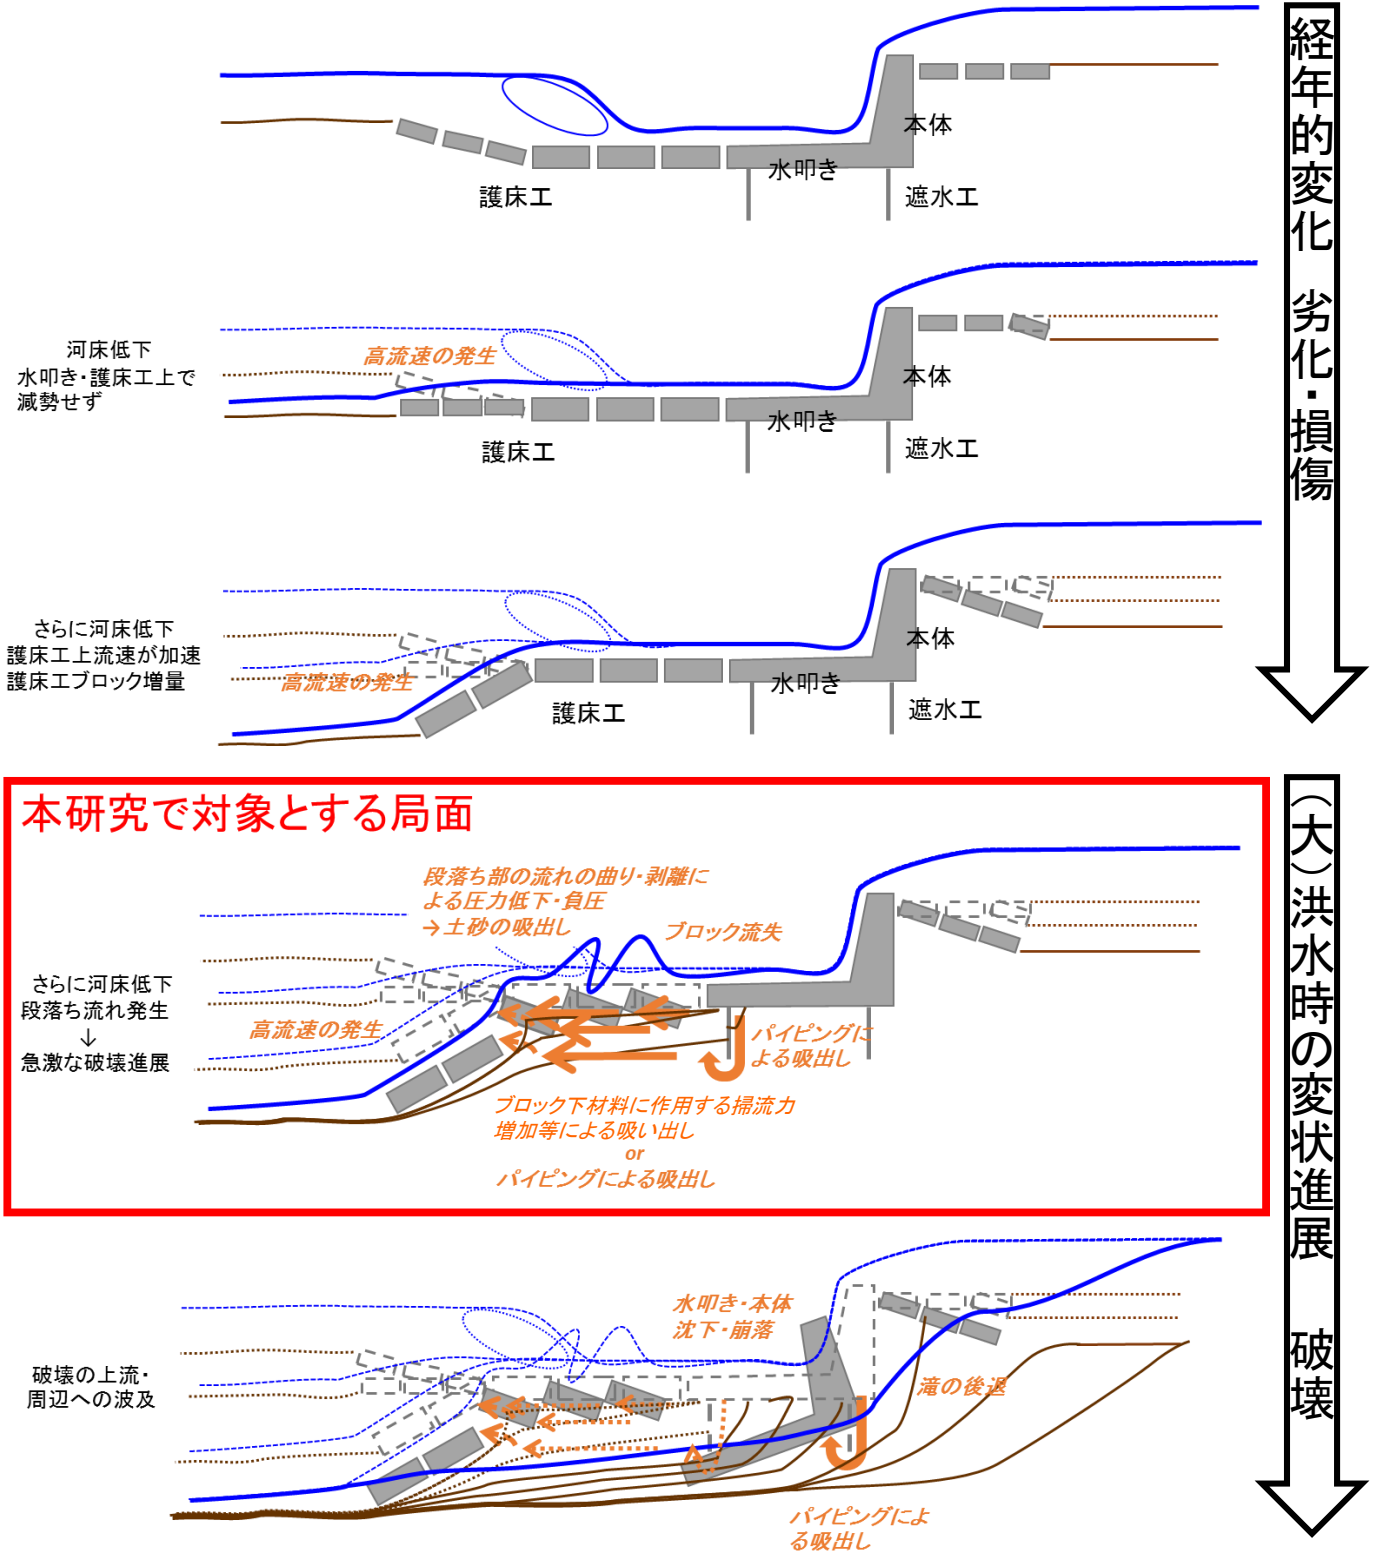 経年的変化　劣化・損傷
本体
水叩き
護床工
遮水工
河床低下
水叩き・護床工上で
減勢せず
高流速の発生
本体
水叩き
護床工
遮水工
さらに河床低下
護床工上流速が加速
護床工ブロック増量
高流速の発生
本体
水叩き
護床工
遮水工
（大）洪水時の変状進展　破壊
本研究で対象とする局面
段落ち部の流れの曲り・剥離に
よる圧力低下・負圧
→土砂の吸出し
ブロック流失
さらに河床低下
段落ち流れ発生
↓
急激な破壊進展
高流速の発生
パイピングに
よる吸出し
ブロック下材料に作用する掃流力
増加等による吸い出し
or
パイピングによる吸出し
水叩き・本体
沈下・崩落
破壊の上流・
周辺への波及
滝の後退
パイピングによ
る吸出し